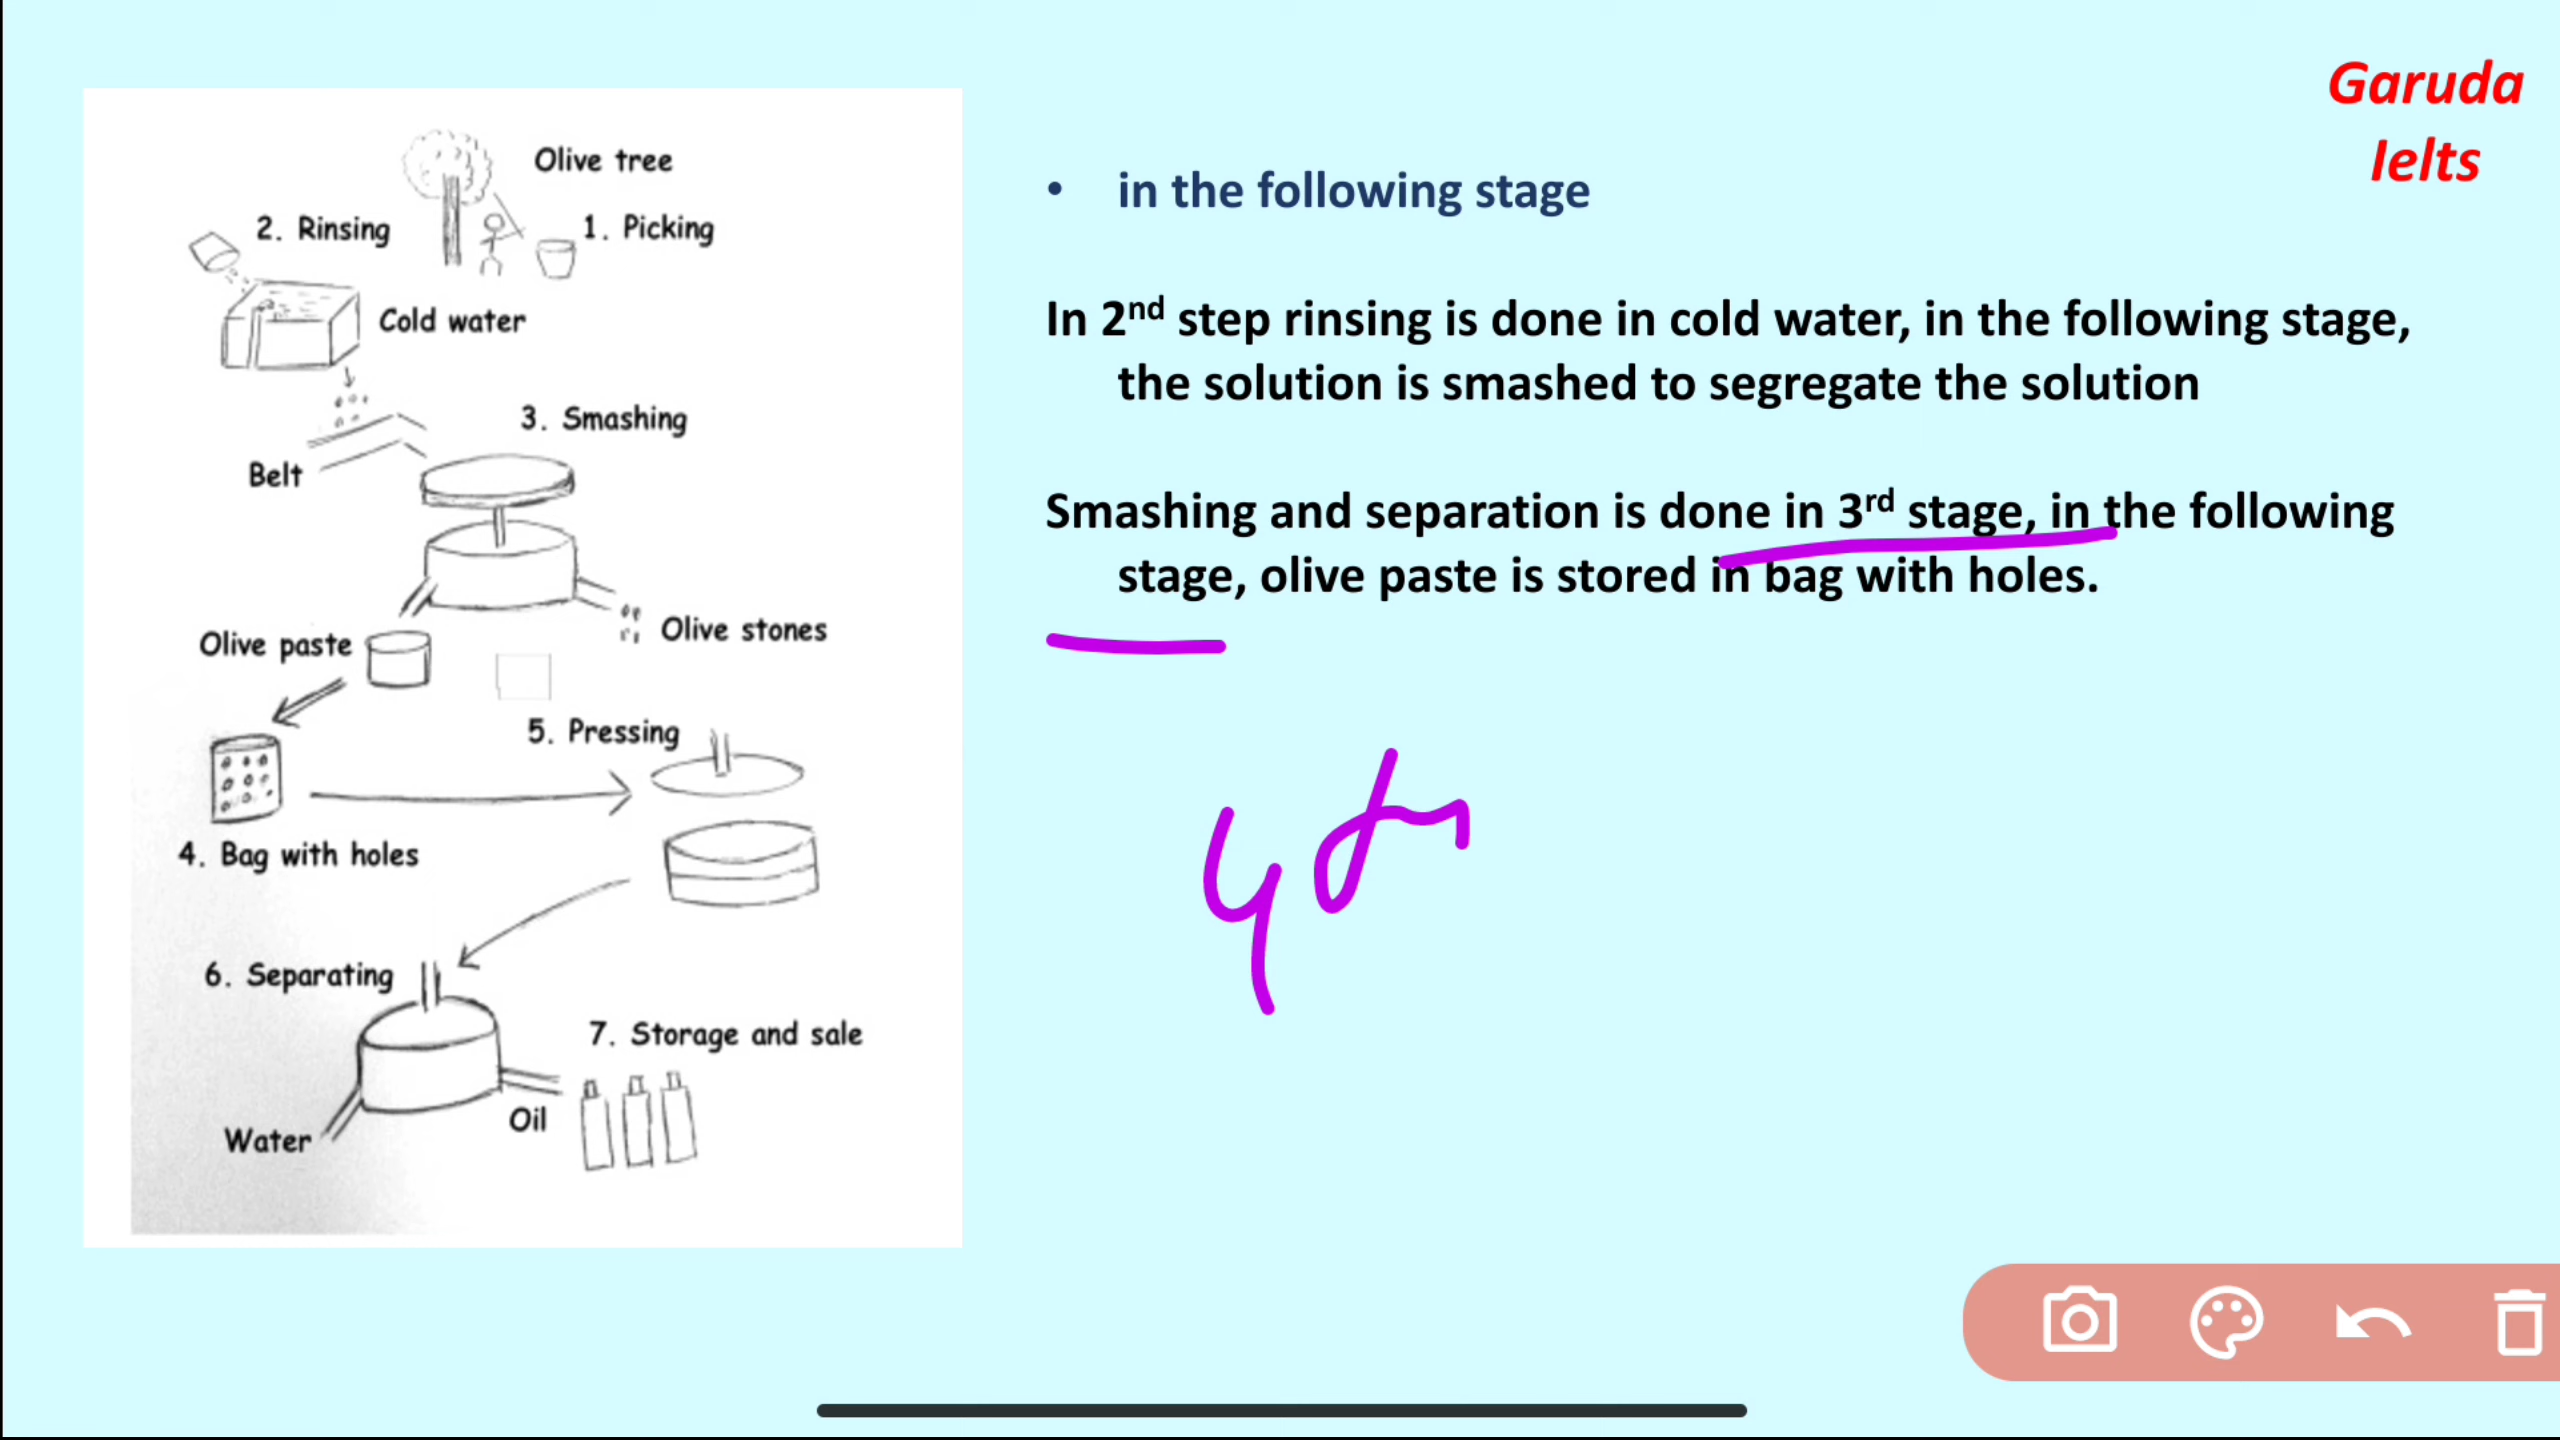 Garuda
Ielts
Olive tree
2. Rinsing
1. Picking
Cold water
3. Smashing
Belt
Olive paste
Olive stones
5. Pressing
4. Bag with holes
6. Separating
7. Storage and sale
Oil
Water
• in the following stage
In 2nd step rinsing is done in cold water, in the following stage,
the solution is smashed to segregate the solution
Smashing and separation is done in 3rd stage, in the following
stage, olive paste is stored in bag with holes.